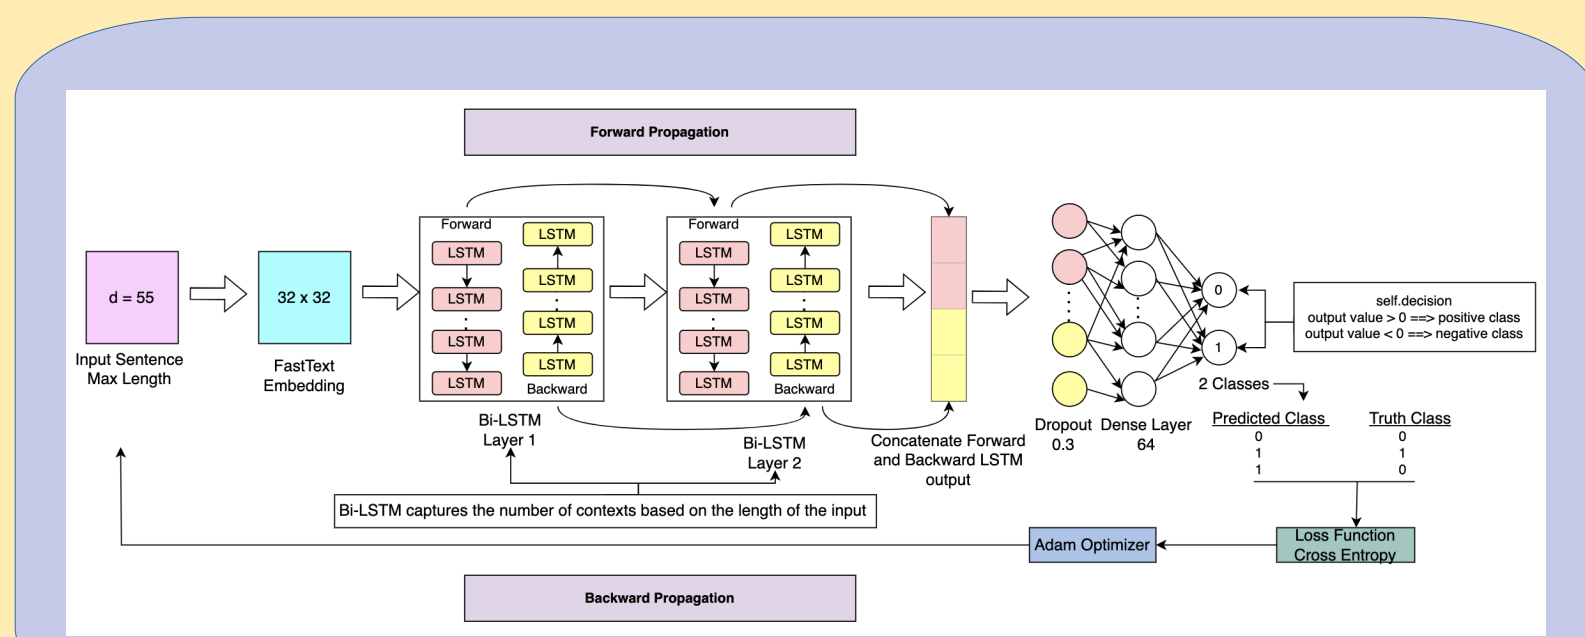 Forward Propagation
d = 55
Input Sentence
Max Length
32 x 32
FastText
Embedding
Forward
LSTM
LSTM
LSTM
LSTM
LSTM
LSTM
LSTM
LSTM
Backward
Bi-LSTM
Layer 1
Forward
LSTM
LSTM
LSTM
LSTM
LSTM
LSTM
LSTM
LSTM
Backward
Bi-LSTM
Layer 2
Bi-LSTM captures the number of contexts based on the length of the input
Concatenate Forward
and Backward LSTM
output
Dropout
0.3
Dense Layer
64
0
1
2 Classes
self.decision
output value > 0 ==> positive class
output value < 0 ==> negative class
Predicted Class Truth Class
0 0
1 1
1 0
Loss Function
Cross Entropy
Adam Optimizer
Backward Propagation